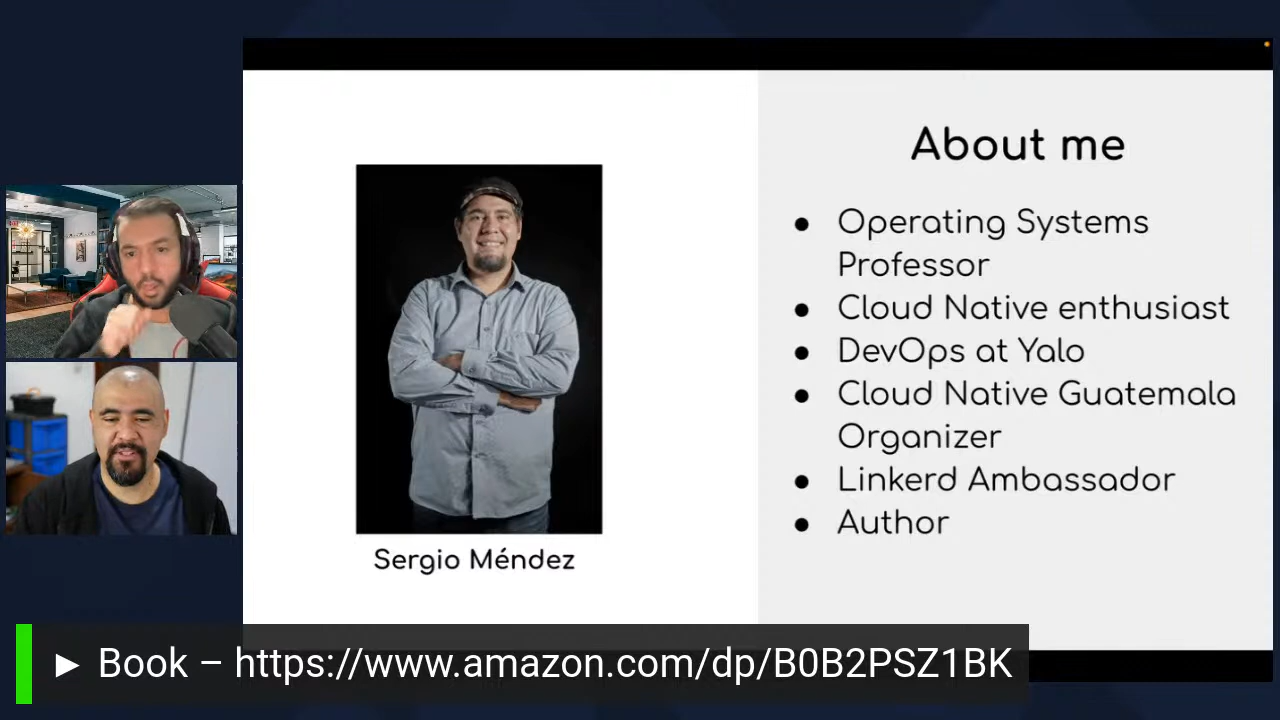 About me
● Operating Systems
Professor
● Cloud Native enthusiast
● DevOps at Yalo
● Cloud Native Guatemala
Organizer
● Linkerd Ambassador
● Author
Sergio Méndez
► Book – https://www.amazon.com/dp/B0B2PSZ1BK